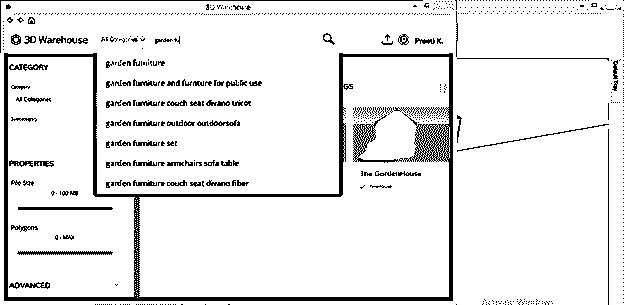 3D Warehouse
3D Warehouse
All Categories
garden fu
Preeti K.
CATEGORY
Category
All Categories
Subcategory
PROPERTIES
File Size
0 - 100 MB
Polygons
0 - MAX
ADVANCED
garden furniture
garden furniture and furnture for public use
garden furniture couch seat divano tricot
garden furniture outdoor outdoorsofa
garden furniture set
garden furniture armchairs sofa table
garden furniture couch seat divano fiber
GS
The GardenHouse